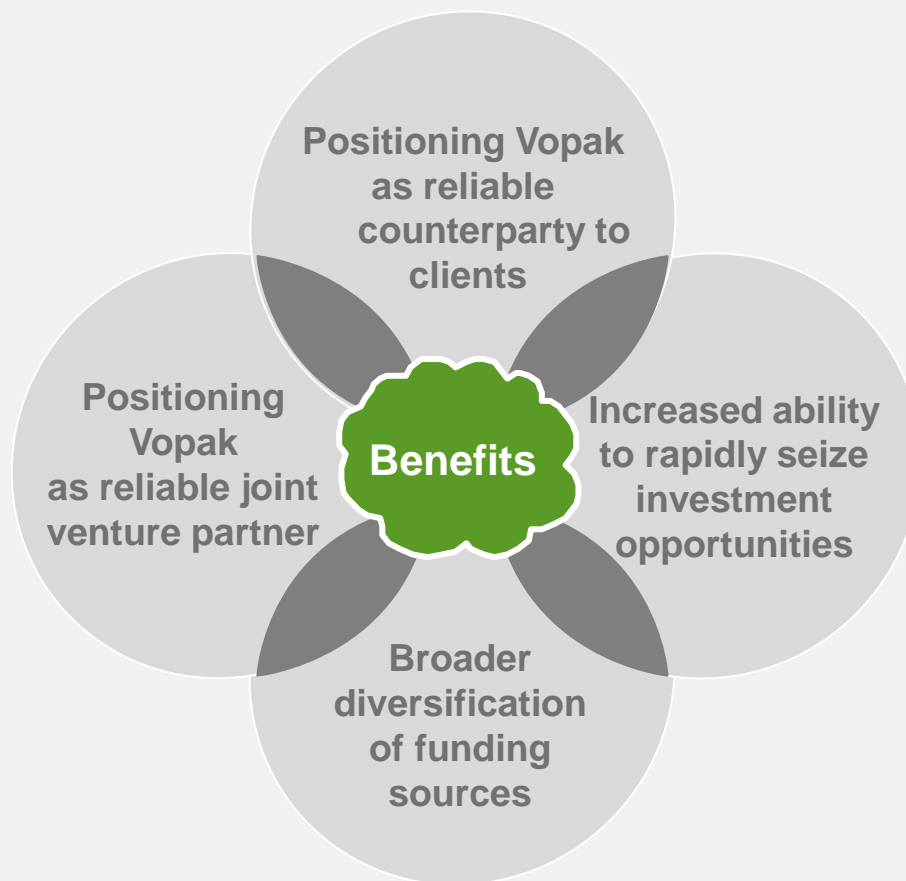 Positioning Vopak
as reliable
counterparty to
clients
Positioning
Vopak
as reliable joint
venture partner
Benefits
Increased ability
to rapidly seize
investment
opportunities
Broader
diversification
of funding
sources